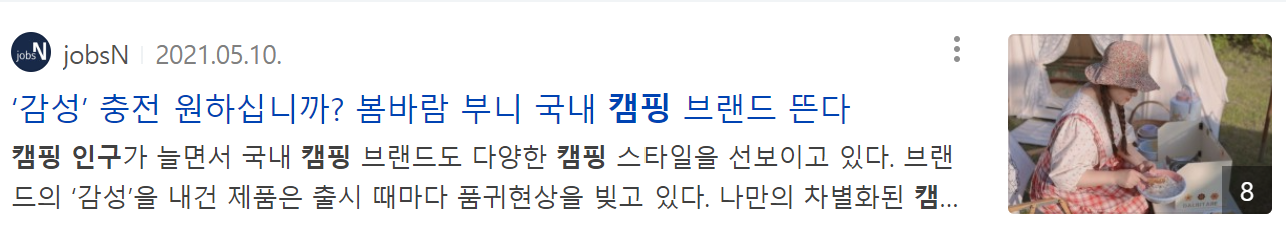 jobsN
jobsN 2021.05.10.
'감성' 충전 원하십니까? 봄바람 부니 국내 캠핑 브랜드 뜬다
캠핑 인구가 늘면서 국내 캠핑 브랜드도 다양한 캠핑 스타일을 선보이고 있다. 브랜
드의 '감성'을 내건 제품은 출시 때마다 품귀현상을 빚고 있다. 나만의 차별화된 캠...
8